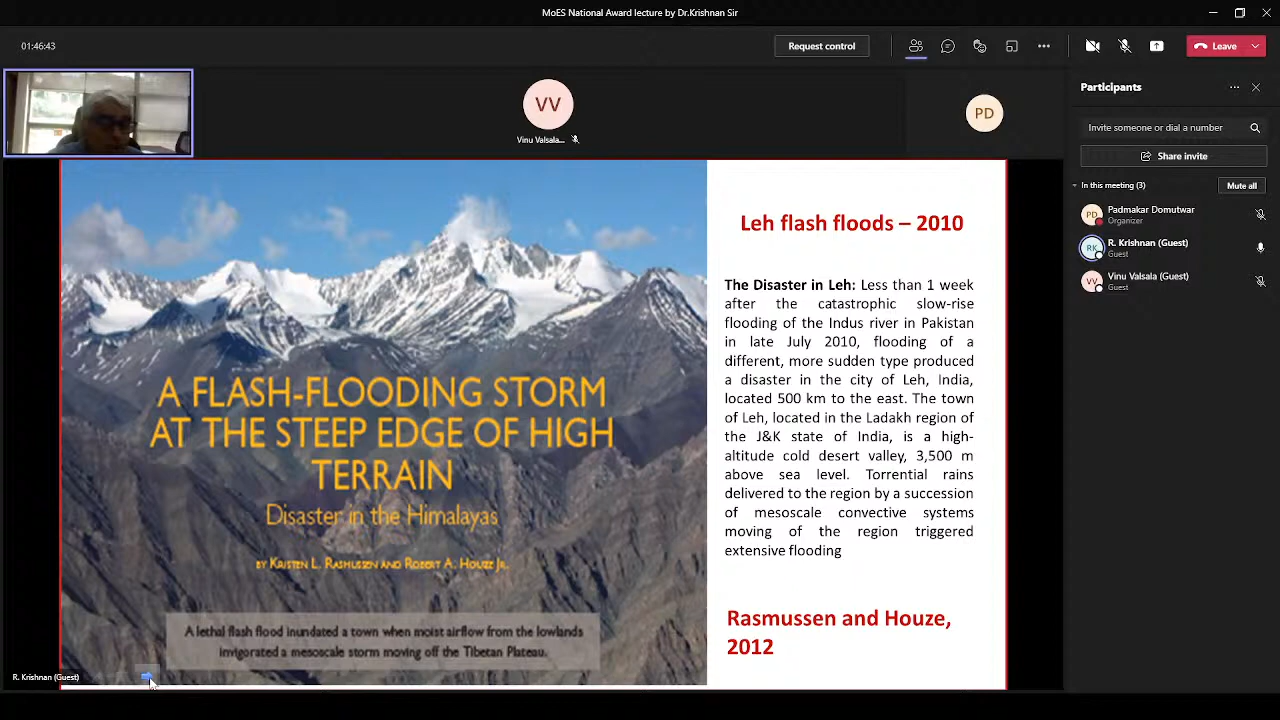 MoES National Award lecture by Dr.Krishnan Sir
01:46:43
Request control
Leave
VV
Vinu Valsala...
PD
Participants
Invite someone or dial a number
Share invite
In this meeting (3)
Mute all
PD
Padmakar Domutwar
Organizer
RK
R. Krishnan (Guest)
Guest
VV
Vinu Valsala (Guest)
Guest
A FLASH-FLOODING STORM
AT THE STEEP EDGE OF HIGH
TERRAIN
Disaster in the Himalayas
BY KRISTEN L. RASMUSSEN AND ROBERT A. HOUZE JR.
A lethal flash flood inundated a town when moist airflow from the lowlands
invigorated a mesoscale storm moving off the Tibetan Plateau.
Leh flash floods – 2010
The Disaster in Leh: Less than 1 week
after the catastrophic slow-rise
flooding of the Indus river in Pakistan
in late July 2010, flooding of a
different, more sudden type produced
a disaster in the city of Leh, India,
located 500 km to the east. The town
of Leh, located in the Ladakh region of
the J&K state of India, is a high-
altitude cold desert valley, 3,500 m
above sea level. Torrential rains
delivered to the region by a succession
of mesoscale convective systems
moving of the region triggered
extensive flooding
Rasmussen and Houze,
2012
R. Krishnan (Guest)